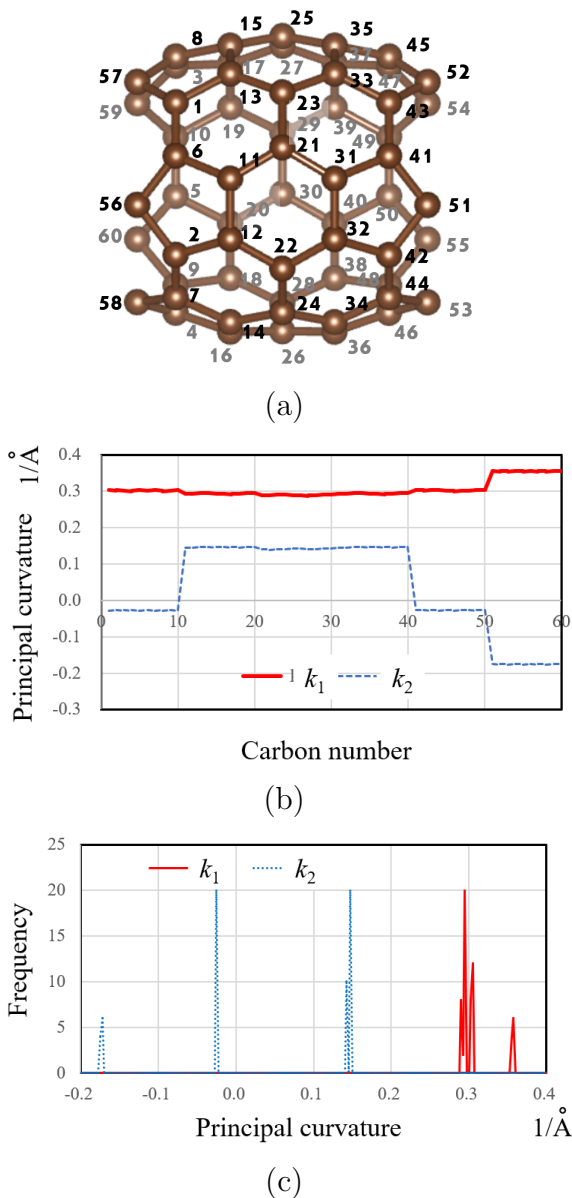 25
15 35
8 45
37
57 3 17 27 33 47 52
59 1 13 23 43 54
10 19 29 39 49
6 11 21 31 41
5 30 40 50
56 20 51
60 2 12 22 32 42 55
9 18 28 38 48
58 7 24 34 44 53
4 14 46
16 26 36
(a)
0.4
0.3
0.2
0.1
0.0
-0.1
-0.2
-0.3
Principal curvature 1/Å
0 10 20 30 40 50 60
k1 k2
Carbon number
(b)
25
20
15
10
5
0
Frequency
k1 k2
-0.2 -0.1 0.0 0.1 0.2 0.3 0.4
Principal curvature 1/Å
(c)